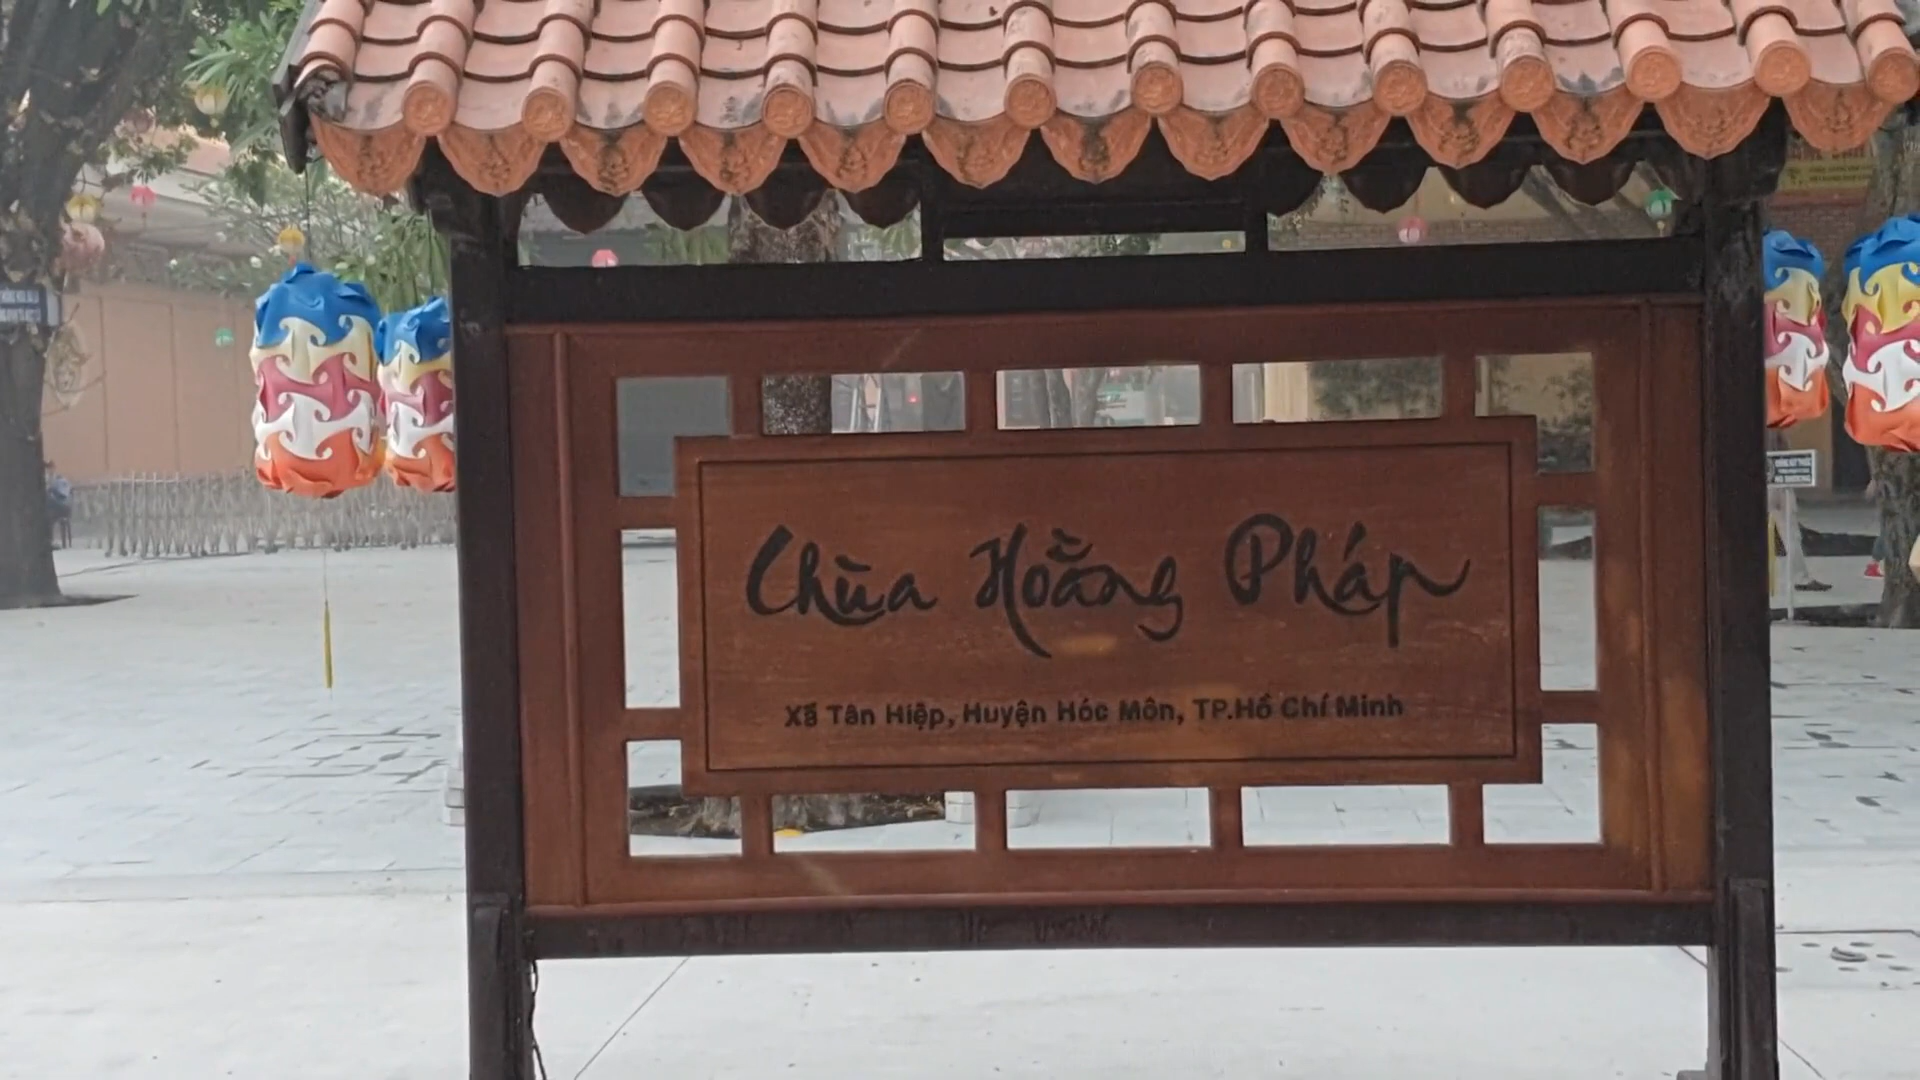 Chùa Hoằng Pháp
Xã Tân Hiệp, Huyện Hóc Môn, TP.Hồ Chí Minh